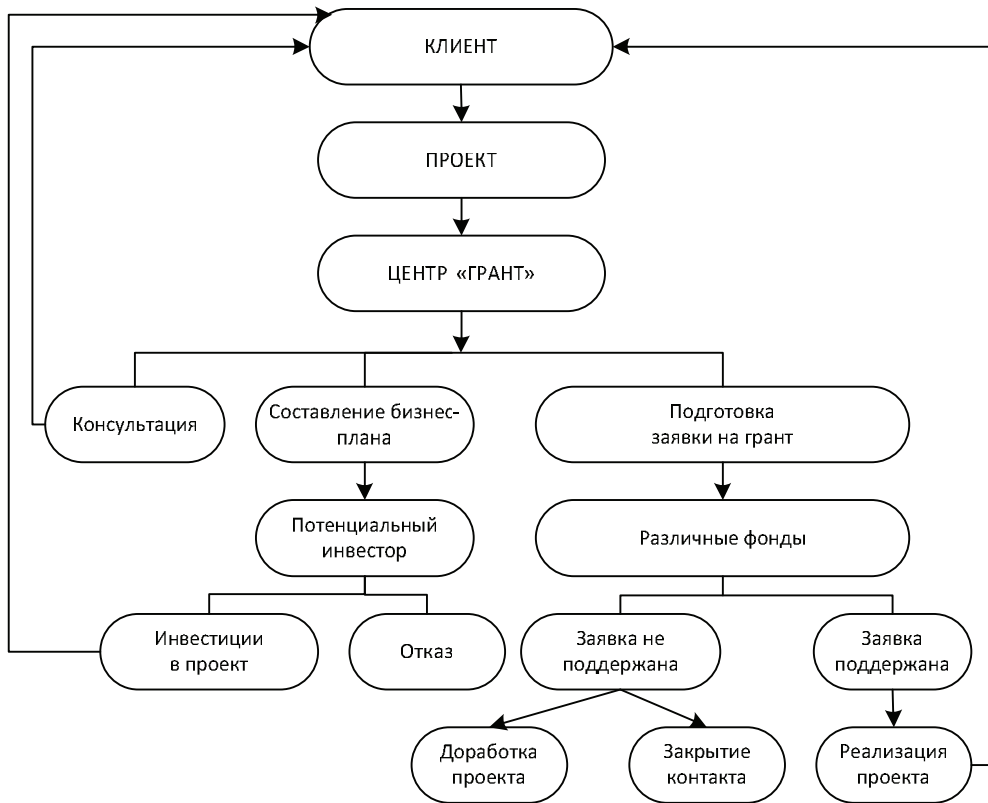 КЛИЕНТ
ПРОЕКТ
ЦЕНТР «ГРАНТ»
Консультация
Составление бизнес-
плана
Подготовка
заявки на грант
Потенциальный
инвестор
Различные фонды
Инвестиции
в проект
Отказ
Заявка не
поддержана
Заявка
поддержана
Доработка
проекта
Закрытие
контакта
Реализация
проекта